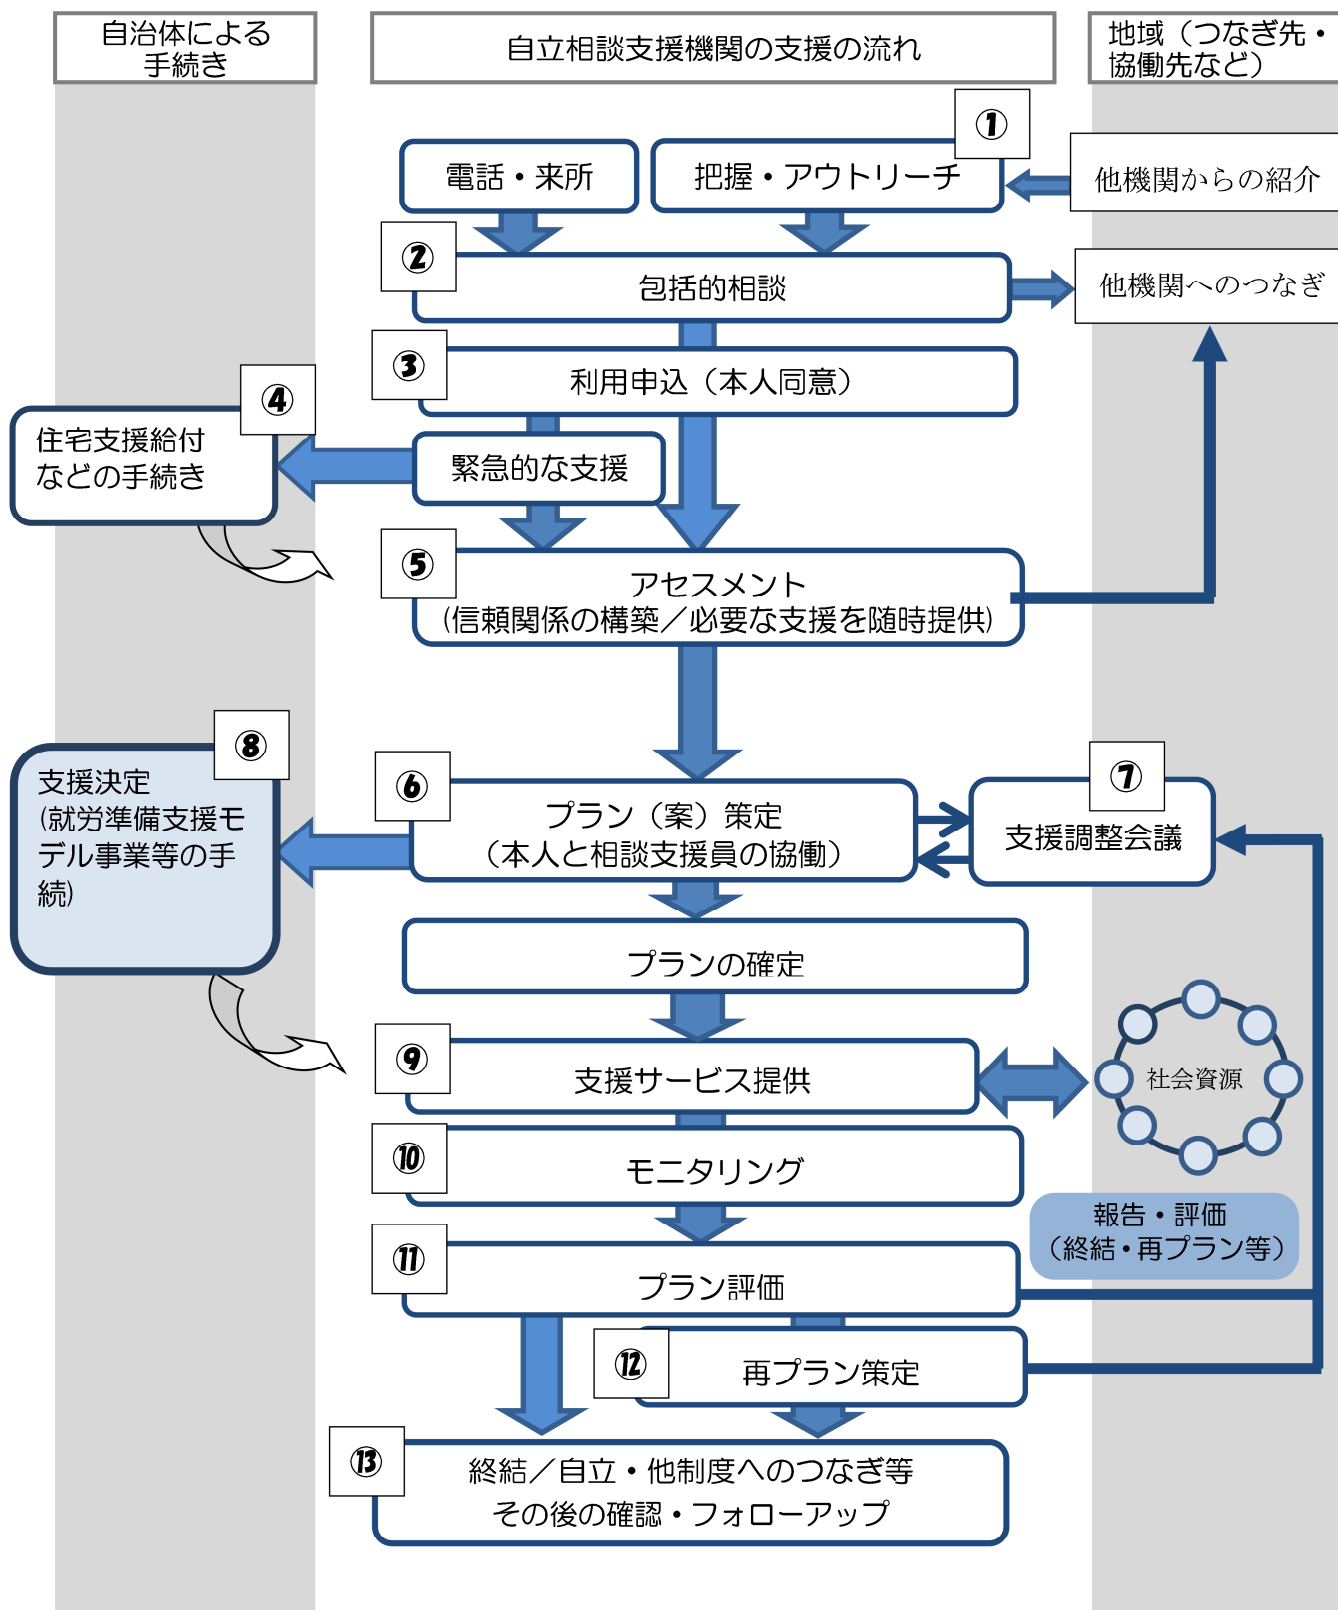 自治体による
手続き
自立相談支援機関の支援の流れ
地域（つなぎ先・
協働先など）
①
電話・来所
把握・アウトリーチ
他機関からの紹介
②
包括的相談
他機関へのつなぎ
③
利用申込（本人同意）
④
住宅支援給付
などの手続き
緊急的な支援
⑤
アセスメント
(信頼関係の構築／必要な支援を随時提供)
⑧
支援決定
(就労準備支援モ
デル事業等の手
続)
⑥
プラン（案）策定
（本人と相談支援員の協働）
⑦
支援調整会議
プランの確定
⑨
支援サービス提供
社会資源
⑩
モニタリング
報告・評価
（終結・再プラン等）
⑪
プラン評価
⑫
再プラン策定
⑬
終結／自立・他制度へのつなぎ等
その後の確認・フォローアップ